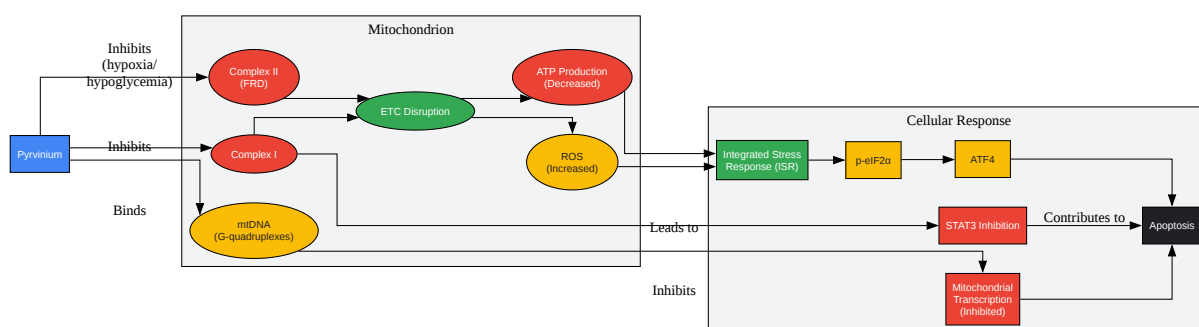 Mitochondrion
Inhibits
(hypoxia/
hypoglycemia)
Complex II
(FRD)
ATP Production
(Decreased)
ETC Disruption
Cellular Response
Pyrvinium
Inhibits
Complex I
ROS
(Increased)
Integrated Stress
Response (ISR)
p-eIF2α
ATF4
Binds
mtDNA
(G-quadruplexes)
Leads to
STAT3 Inhibition
Contributes to
Apoptosis
Inhibits
Mitochondrial
Transcription
(Inhibited)